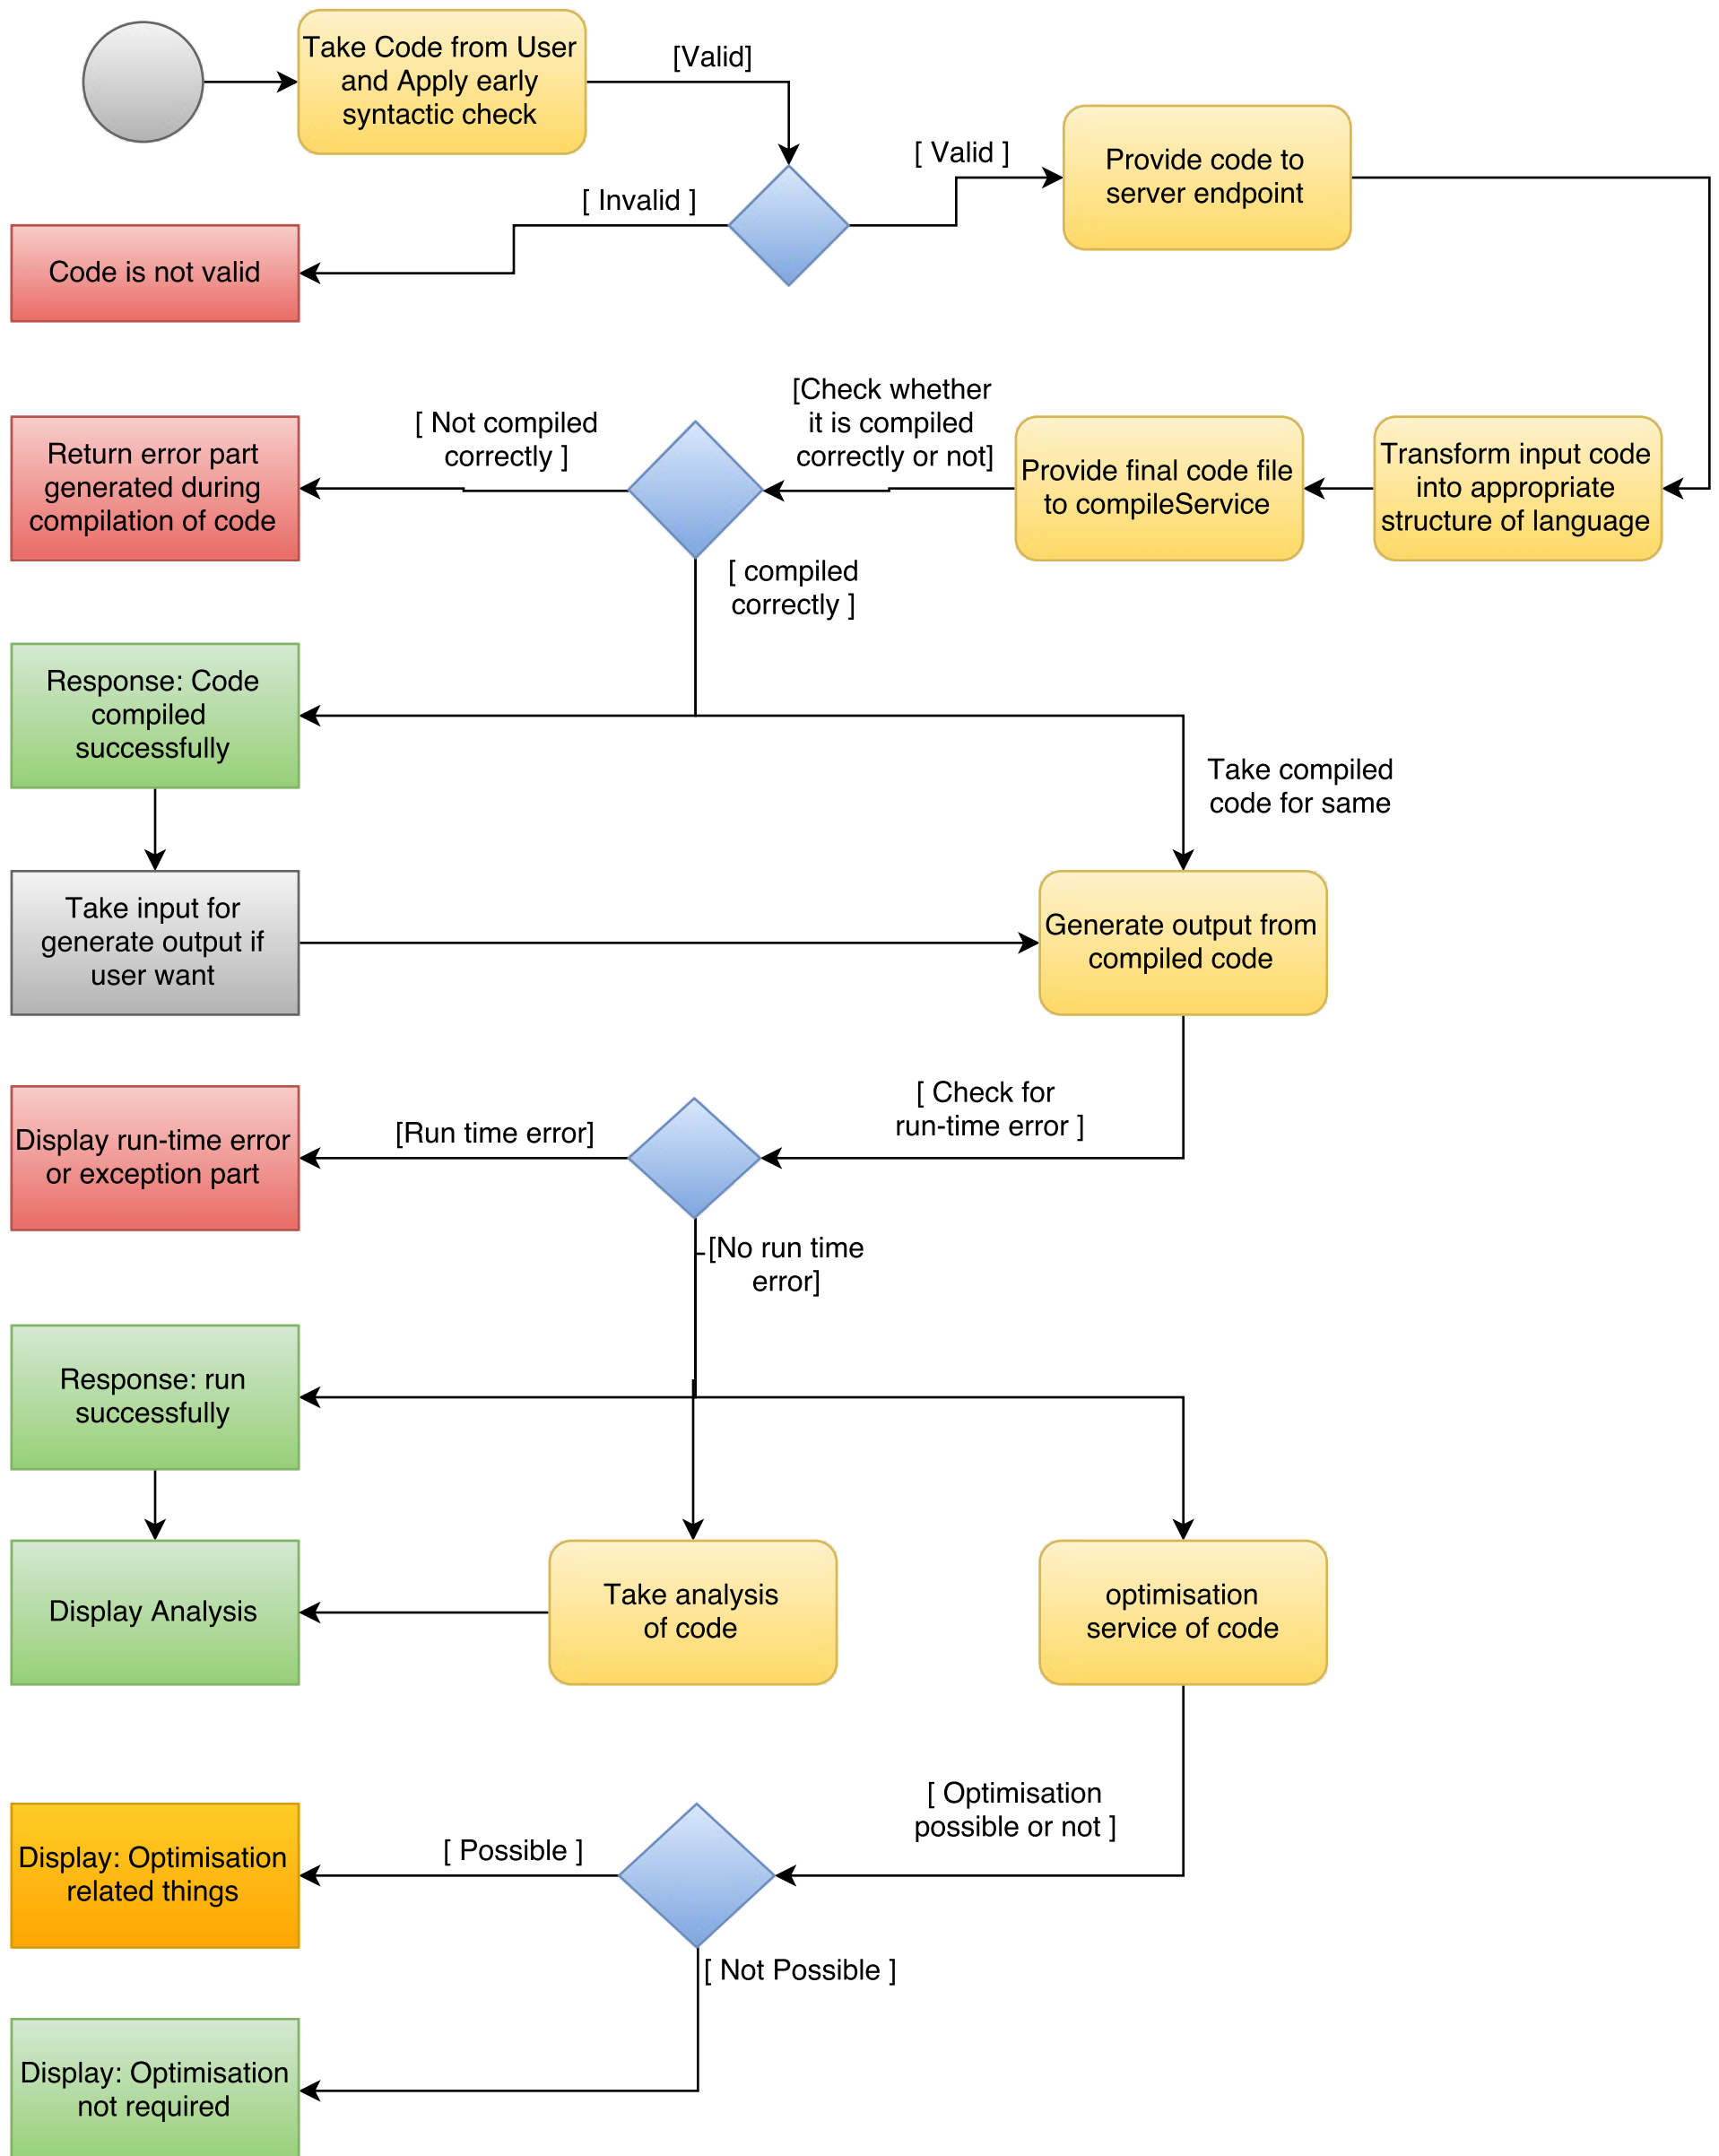 Take Code from User
and Apply early
syntactic check
[Valid]
[ Valid ]
Provide code to
server endpoint
[ Invalid ]
Code is not valid
[Check whether
it is compiled
correctly or not]
[ Not compiled
correctly ]
Return error part
generated during
compilation of code
Provide final code file
to compileService
Transform input code
into appropriate
structure of language
[ compiled
correctly ]
Response: Code
compiled
successfully
Take compiled
code for same
Take input for
generate output if
user want
Generate output from
compiled code
[ Check for
run-time error ]
[Run time error]
Display run-time error
or exception part
[No run time
error]
Response: run
successfully
Display Analysis
Take analysis
of code
optimisation
service of code
[ Optimisation
possible or not ]
[ Possible ]
Display: Optimisation
related things
[ Not Possible ]
Display: Optimisation
not required